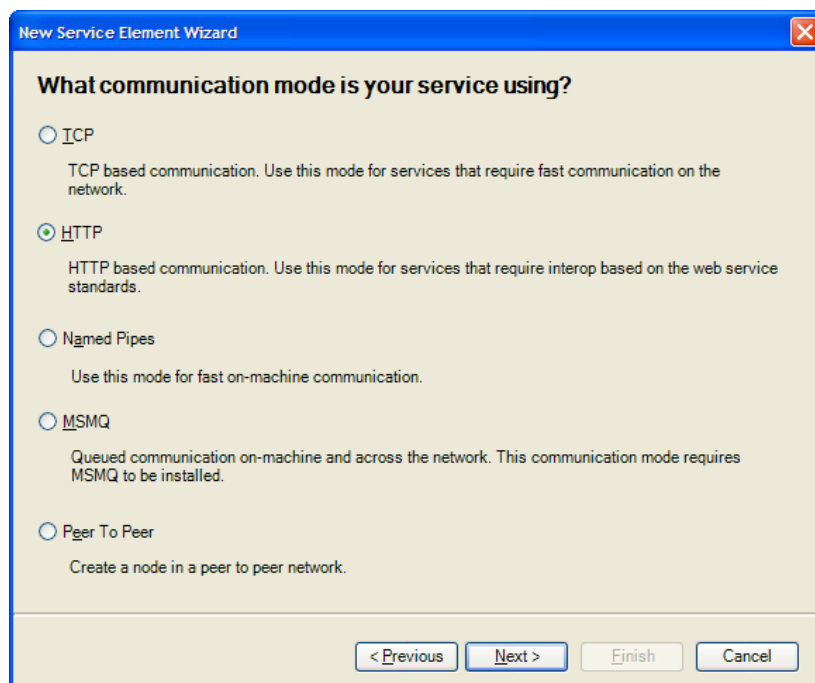 New Service Element Wizard
What communication mode is your service using?
TCP
TCP based communication. Use this mode for services that require fast communication on the
network.
HTTP
HTTP based communication. Use this mode for services that require interop based on the web service
standards.
Named Pipes
Use this mode for fast on-machine communication.
MSMQ
Queued communication on-machine and across the network. This communication mode requires
MSMQ to be installed.
Peer To Peer
Create a node in a peer to peer network.
< Previous Next > Finish Cancel